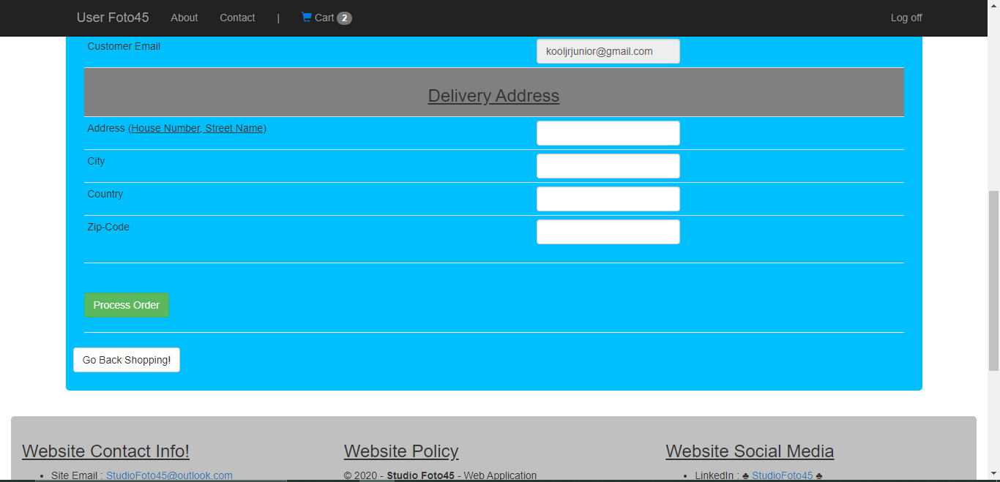 User Foto45 About Contact | Cart 2 Log off
Customer Email kooljrjunior@gmail.com
Delivery Address
Address (House Number, Street Name)
City
Country
Zip-Code
Process Order
Go Back Shopping!
Website Contact Info! Website Policy Website Social Media
• Site Email : StudioFoto45@outlook.com © 2020 - Studio Foto45 - Web Application • LinkedIn : ♣ StudioFoto45 ♣